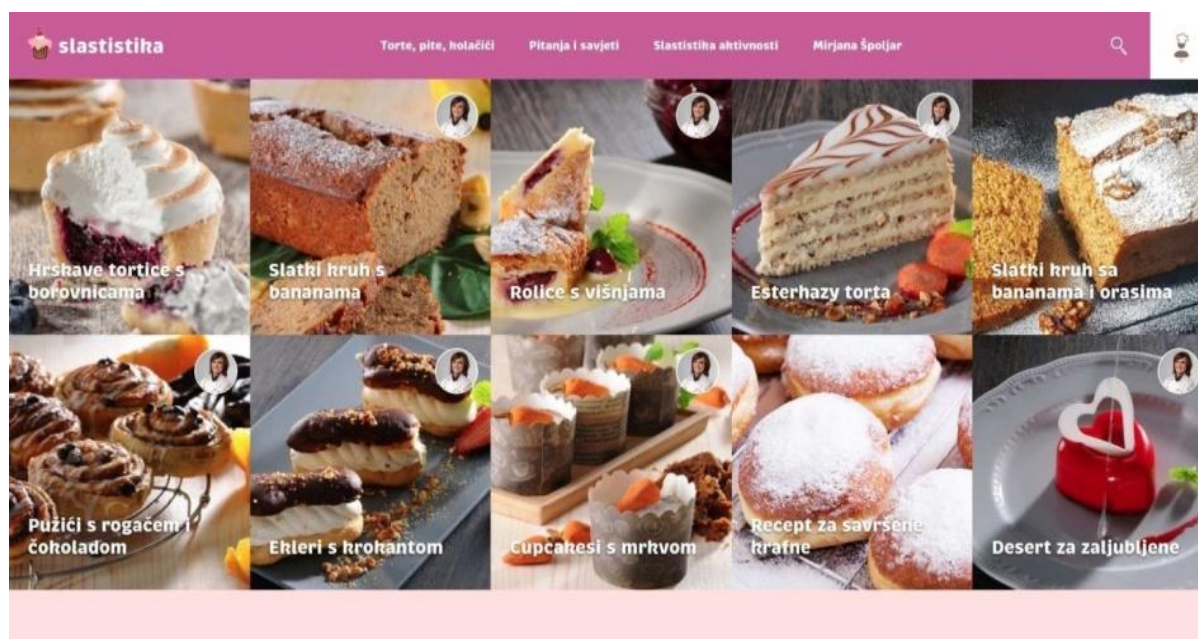 slastistika
Torte, pite, kolačići
Pitanja i savjeti
Slastistika aktivnosti
Mirjana Špoljar
Hrskave tortice s
borovnicama
Slatki kruh s
bananama
Rolice s višnjama
Esterhazy torta
Slatki kruh sa
bananama i orasima
Pužići s rogačem i
čokoladom
Ekleri s krokantom
Cupcakesi s mrkvom
Recept za savršene
krafne
Desert za zaljubljene